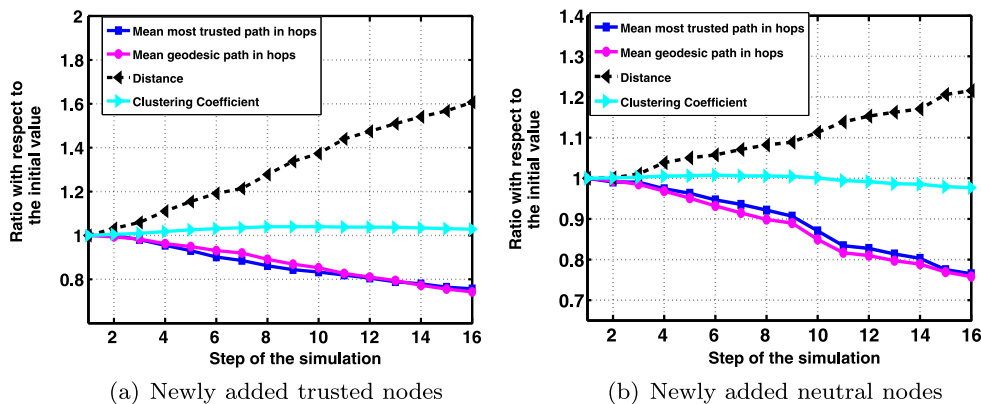 2
1.8
1.6
1.4
1.2
1
0.8
Ratio with respect to
the initial value
Mean most trusted path in hops
Mean geodesic path in hops
Distance
Clustering Coefficient
2 4 6 8 10 12 14 16
Step of the simulation
(a) Newly added trusted nodes
1.4
1.3
1.2
1.1
1
0.9
0.8
0.7
Ratio with respect to
the initial value
Mean most trusted path in hops
Mean geodesic path in hops
Distance
Clustering Coefficient
2 4 6 8 10 12 14 16
Step of the simulation
(b) Newly added neutral nodes